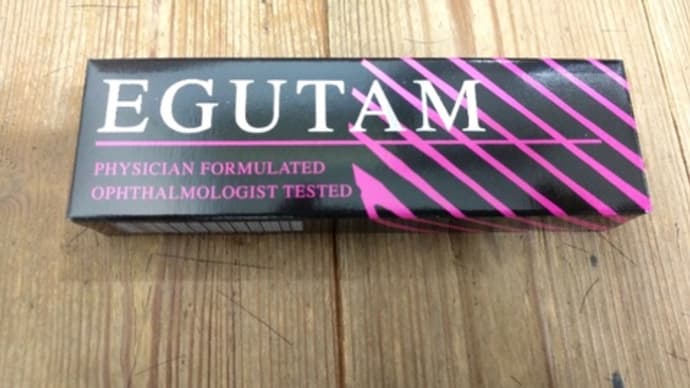 EGUTAM
PHYSICIAN FORMULATED
OPHTHALMOLOGIST TESTED